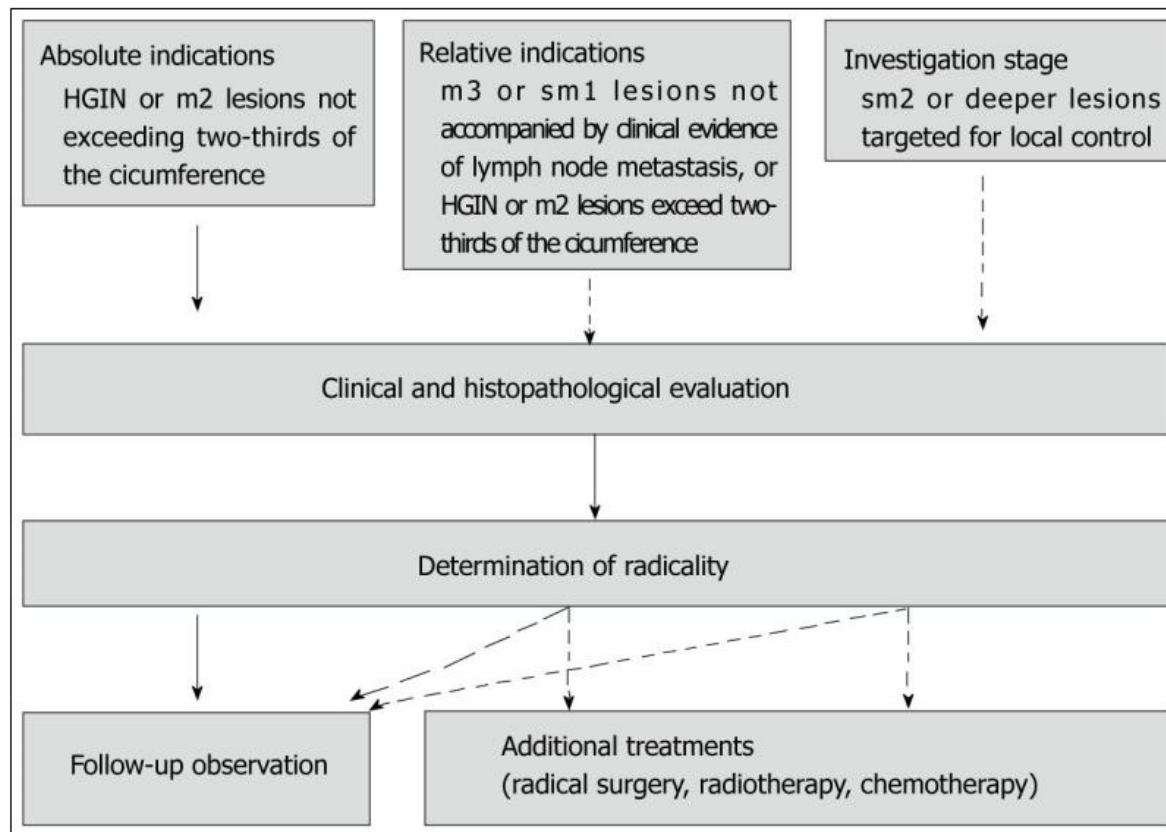 Absolute indications
HGIN or m2 lesions not
exceeding two-thirds of
the cicumference
Relative indications
m3 or sm1 lesions not
accompanied by clinical evidence
of lymph node metastasis, or
HGIN or m2 lesions exceed two-
thirds of the cicumference
Investigation stage
sm2 or deeper lesions
targeted for local control
Clinical and histopathological evaluation
Determination of radicality
Follow-up observation
Additional treatments
(radical surgery, radiotherapy, chemotherapy)